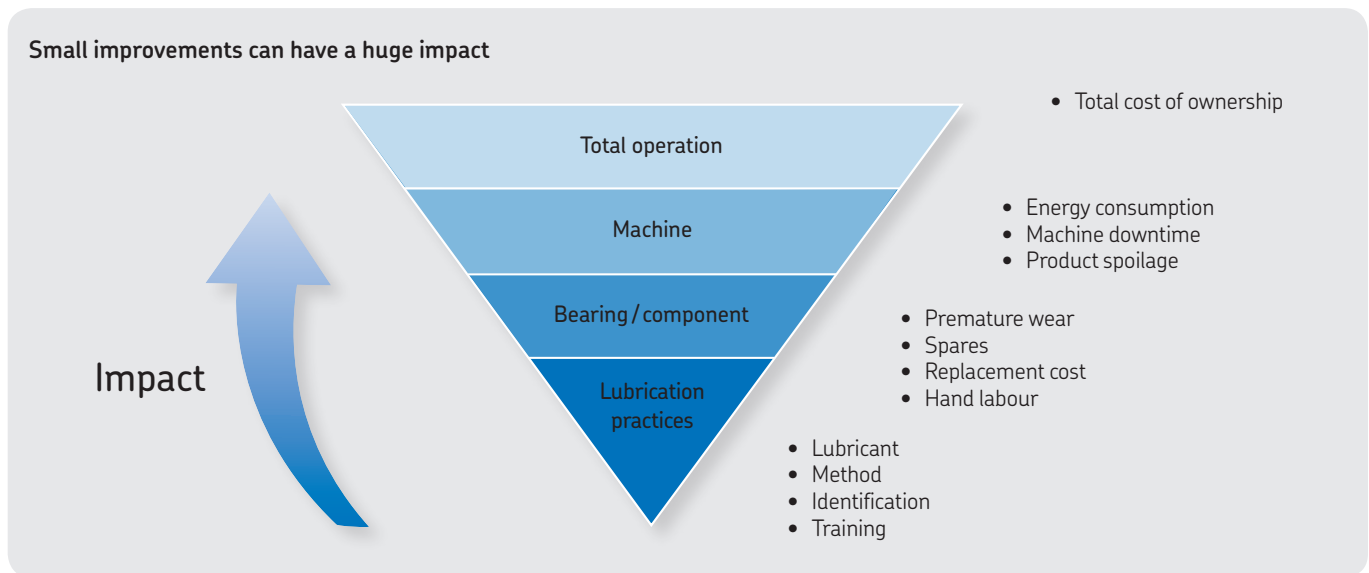 Small improvements can have a huge impact
• Total cost of ownership
Total operation
• Energy consumption
Machine
• Machine downtime
• Product spoilage
Bearing / component
• Premature wear
• Spares
• Replacement cost
• Hand labour
Impact
Lubrication
practices
• Lubricant
• Method
• Identification
• Training